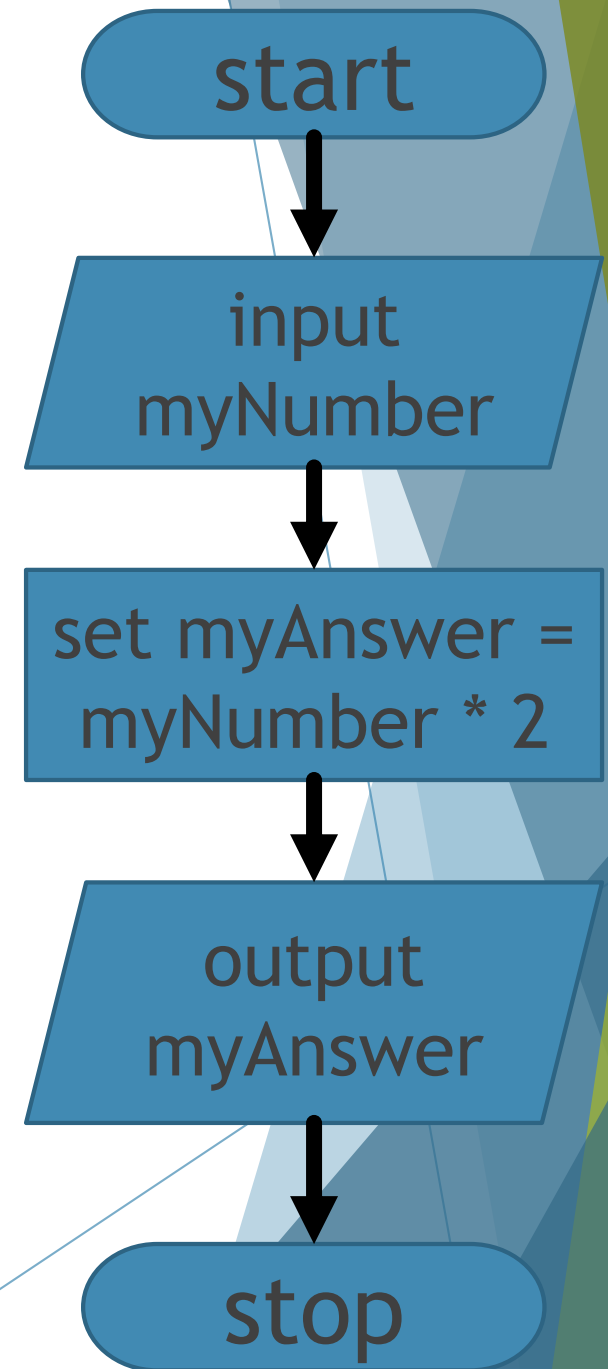 start
input
myNumber
set myAnswer =
myNumber * 2
output
myAnswer
stop